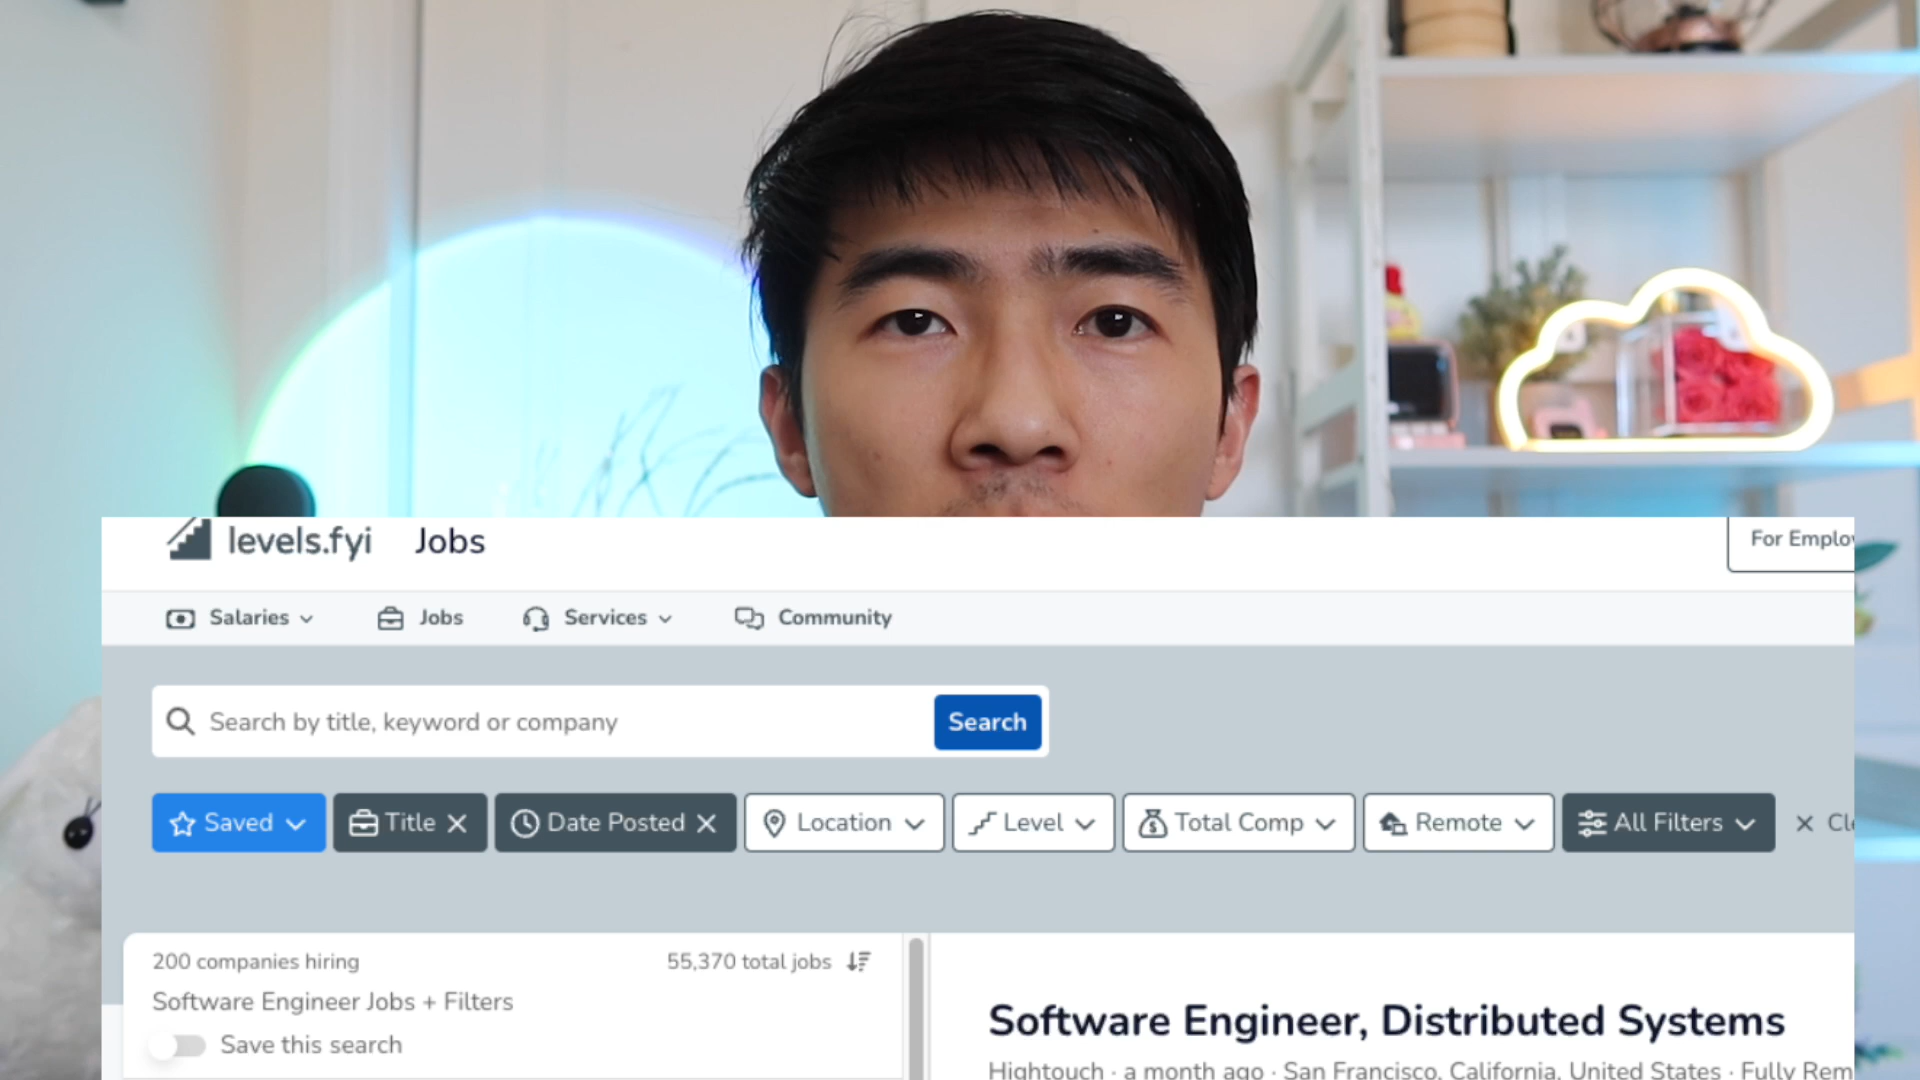 levels.fyi Jobs
For Emplo
Salaries Jobs Services Community
Search by title, keyword or company Search
Saved Title Date Posted Location Level Total Comp Remote All Filters Cle
200 companies hiring 55,370 total jobs
Software Engineer Jobs + Filters
Save this search
Software Engineer, Distributed Systems
Hightouch · a month ago · San Francisco, California, United States · Fully Rem